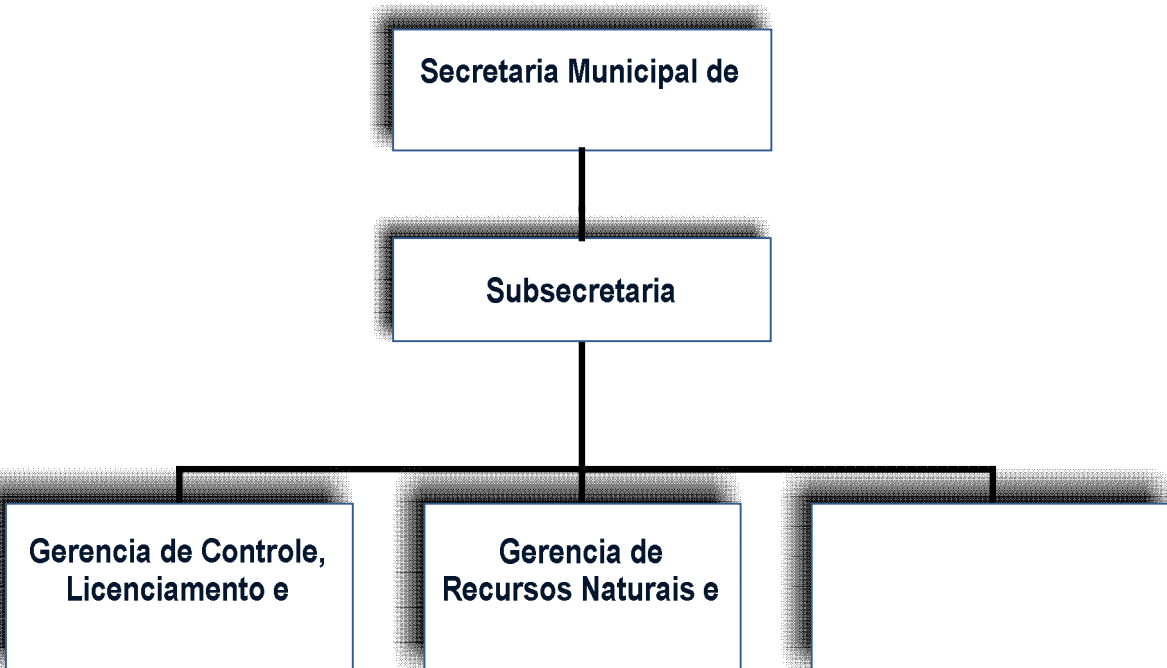 Secretaria Municipal de
Subsecretaria
Gerencia de Controle,
Licenciamento e
Gerencia de
Recursos Naturais e